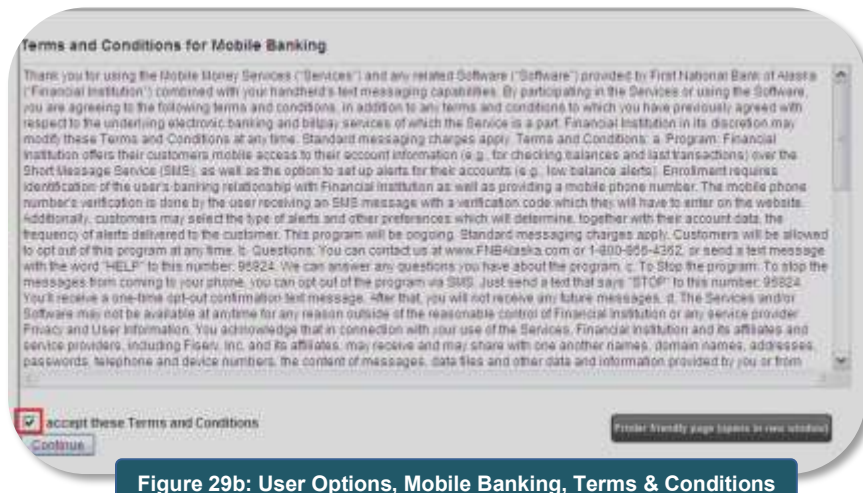 Terms and Conditions for Mobile Banking
Thank you for using the Mobile Money Services ("Services") and any related Software ("Software") provided by First National Bank of Alaska
("Financial Institution") combined with your handheld's text messaging capabilities. By participating in the Services or using the Software,
you are agreeing to the following terms and conditions, in addition to any terms and conditions to which you have previously agreed with
respect to the underlying electronic banking and billpay services of which the Service is a part. Financial Institution in its discretion may
modify these Terms and Conditions at any time. Standard messaging charges apply. Terms and Conditions: a. Program: Financial
Institution offers their customers mobile access to their account information (e.g., for checking balances and last transactions) over the
Short Message Service (SMS), as well as the option to set up alerts for their accounts (e.g., low balance alerts). Enrollment requires
identification of the user's banking relationship with Financial Institution as well as providing a mobile phone number. The mobile phone
number's verification is done by the user receiving an SMS message with a verification code which they will have to enter on the website.
Additionally, customers may select the type of alerts and other preferences which will determine, together with their account data, the
frequency of alerts delivered to the customer. This program will be ongoing. Standard messaging charges apply. Customers will be allowed
to opt out of this program at any time. b. Questions: You can contact us at www.FNBAlaska.com or 1-800-856-4362, or send a text message
with the word "HELP" to this number: 95924. We can answer any questions you have about the program. c. To Stop the program: To stop the
messages from coming to your phone, you can opt out of the program via SMS. Just send a text that says "STOP" to this number: 95924.
You'll receive a one-time opt-out confirmation text message. After that, you will not receive any future messages. d. The Services and/or
Software may not be available at anytime for any reason outside of the reasonable control of Financial Institution or any service provider.
Privacy and User Information. You acknowledge that in connection with your use of the Services, Financial Institution and its affiliates and
service providers, including Fiserv, Inc. and its affiliates, may receive and may share with one another names, domain names, addresses,
passwords, telephone and device numbers, the content of messages, data files and other data and information provided by you or from
accept these Terms and Conditions
Printer friendly page (opens in new window)
Continue
Figure 29b: User Options, Mobile Banking, Terms & Conditions